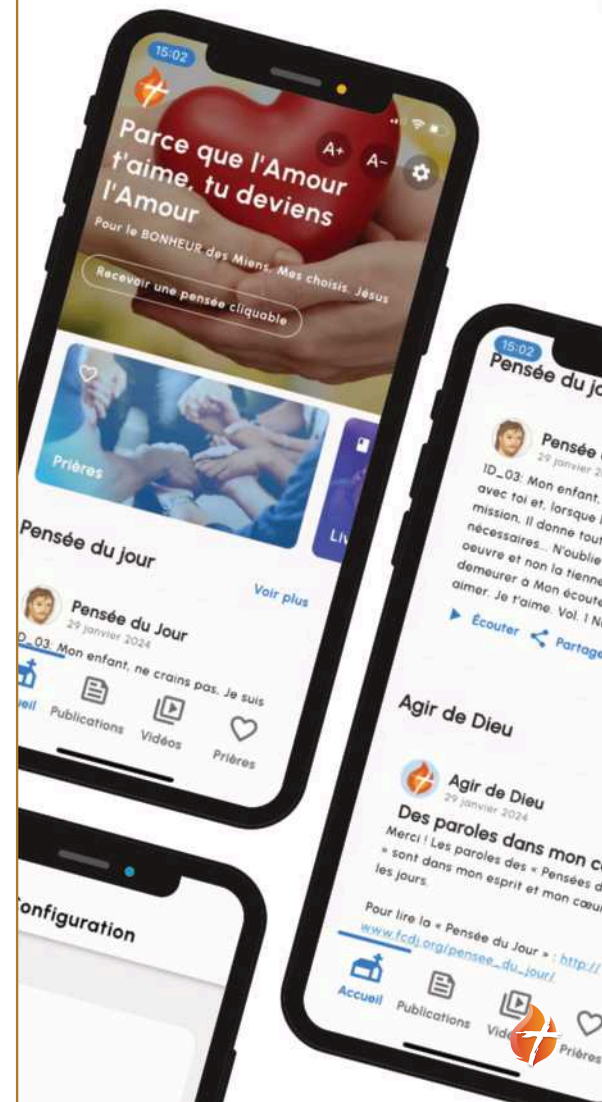 15:02
A+
A-
Parce que l'Amour
t'aime, tu deviens
l'Amour
Pour le BONHEUR des Miens, Mes choisis. Jésus
Recevoir une pensée cliquable
Prières
Pensée du jour
Voir plus
Pensée du Jour
29 janvier 2024
Mon enfant, ne crains pas, Je suis
Publications
Vidéos
Prières
15:02
Pensée du
Pensée
29 janvier
ID_03: Mon enfant,
avec toi et, lorsque
mission, Il donne
nécessaires... N'oublie
oeuvre et non la tienne
demeurer à Mon écoute
aimer. Je t'aime. Vol. 1
Écouter
Agir de Dieu
Agir de Dieu
29 janvier 2024
Des paroles dans mon
Merci ! Les paroles des « Pensées
» sont dans mon esprit et mon cœur
les jours.
Pour lire la « Pensée du Jour » : http://
www.fcdj.org/pensee_du_jour/
Accueil
Publications
Prières